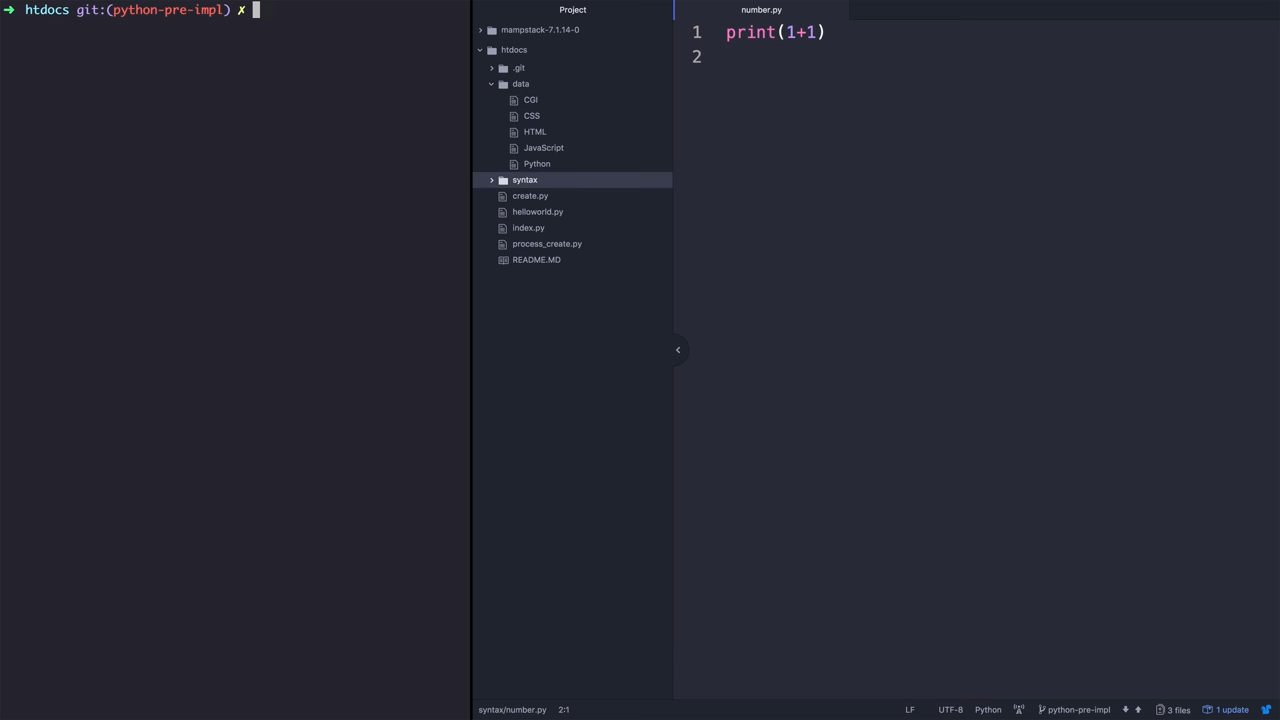 ➜ htdocs git:(python-pre-impl) ✗
Project
mampstack-7.1.14-0
htdocs
.git
data
CGI
CSS
HTML
JavaScript
Python
syntax
create.py
helloworld.py
index.py
process_create.py
README.MD
number.py
1 print(1+1)
2
syntax/number.py 2:1
LF UTF-8 Python python-pre-impl 3 files 1 update